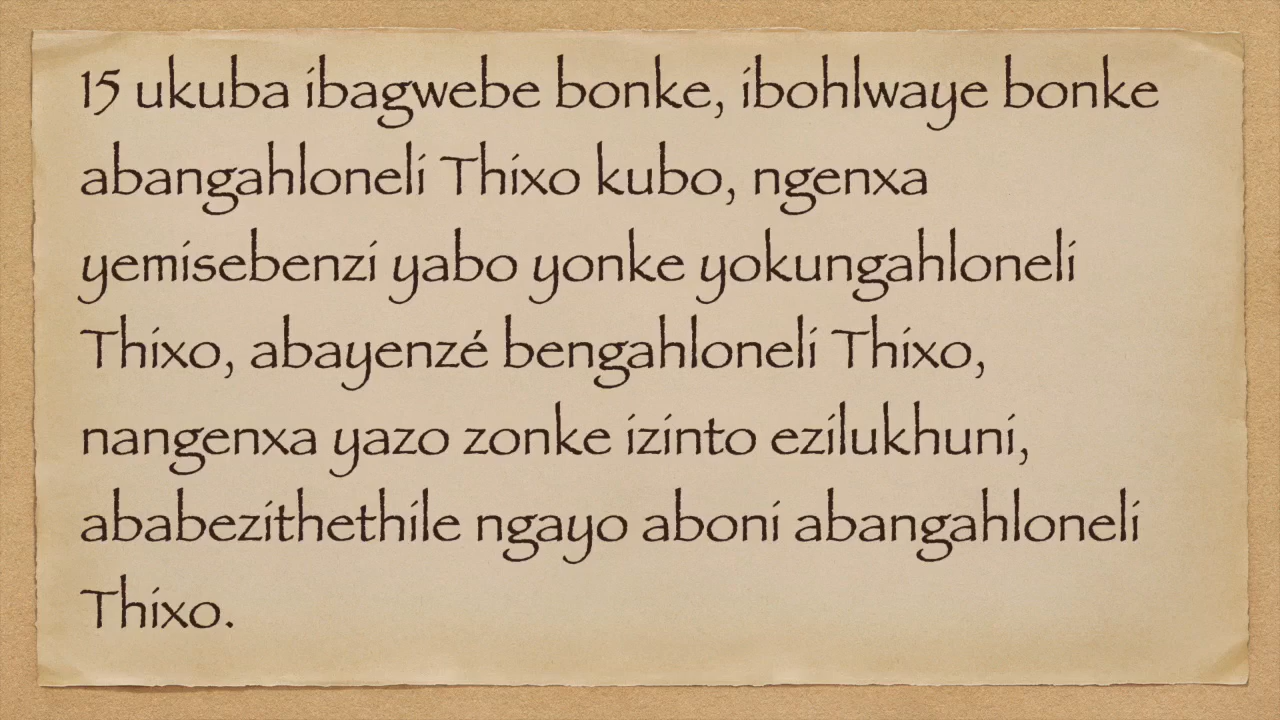 15 ukuba ibagwebe bonke, ibohlwaye bonke
abangahloneli Thixo kubo, ngenxa
yemisebenzi yabo yonke yokungahloneli
Thixo, abayenzé bengahloneli Thixo,
nangenxa yazo zonke izinto ezilukhuni,
ababezithethile ngayo aboni abangahloneli
Thixo.